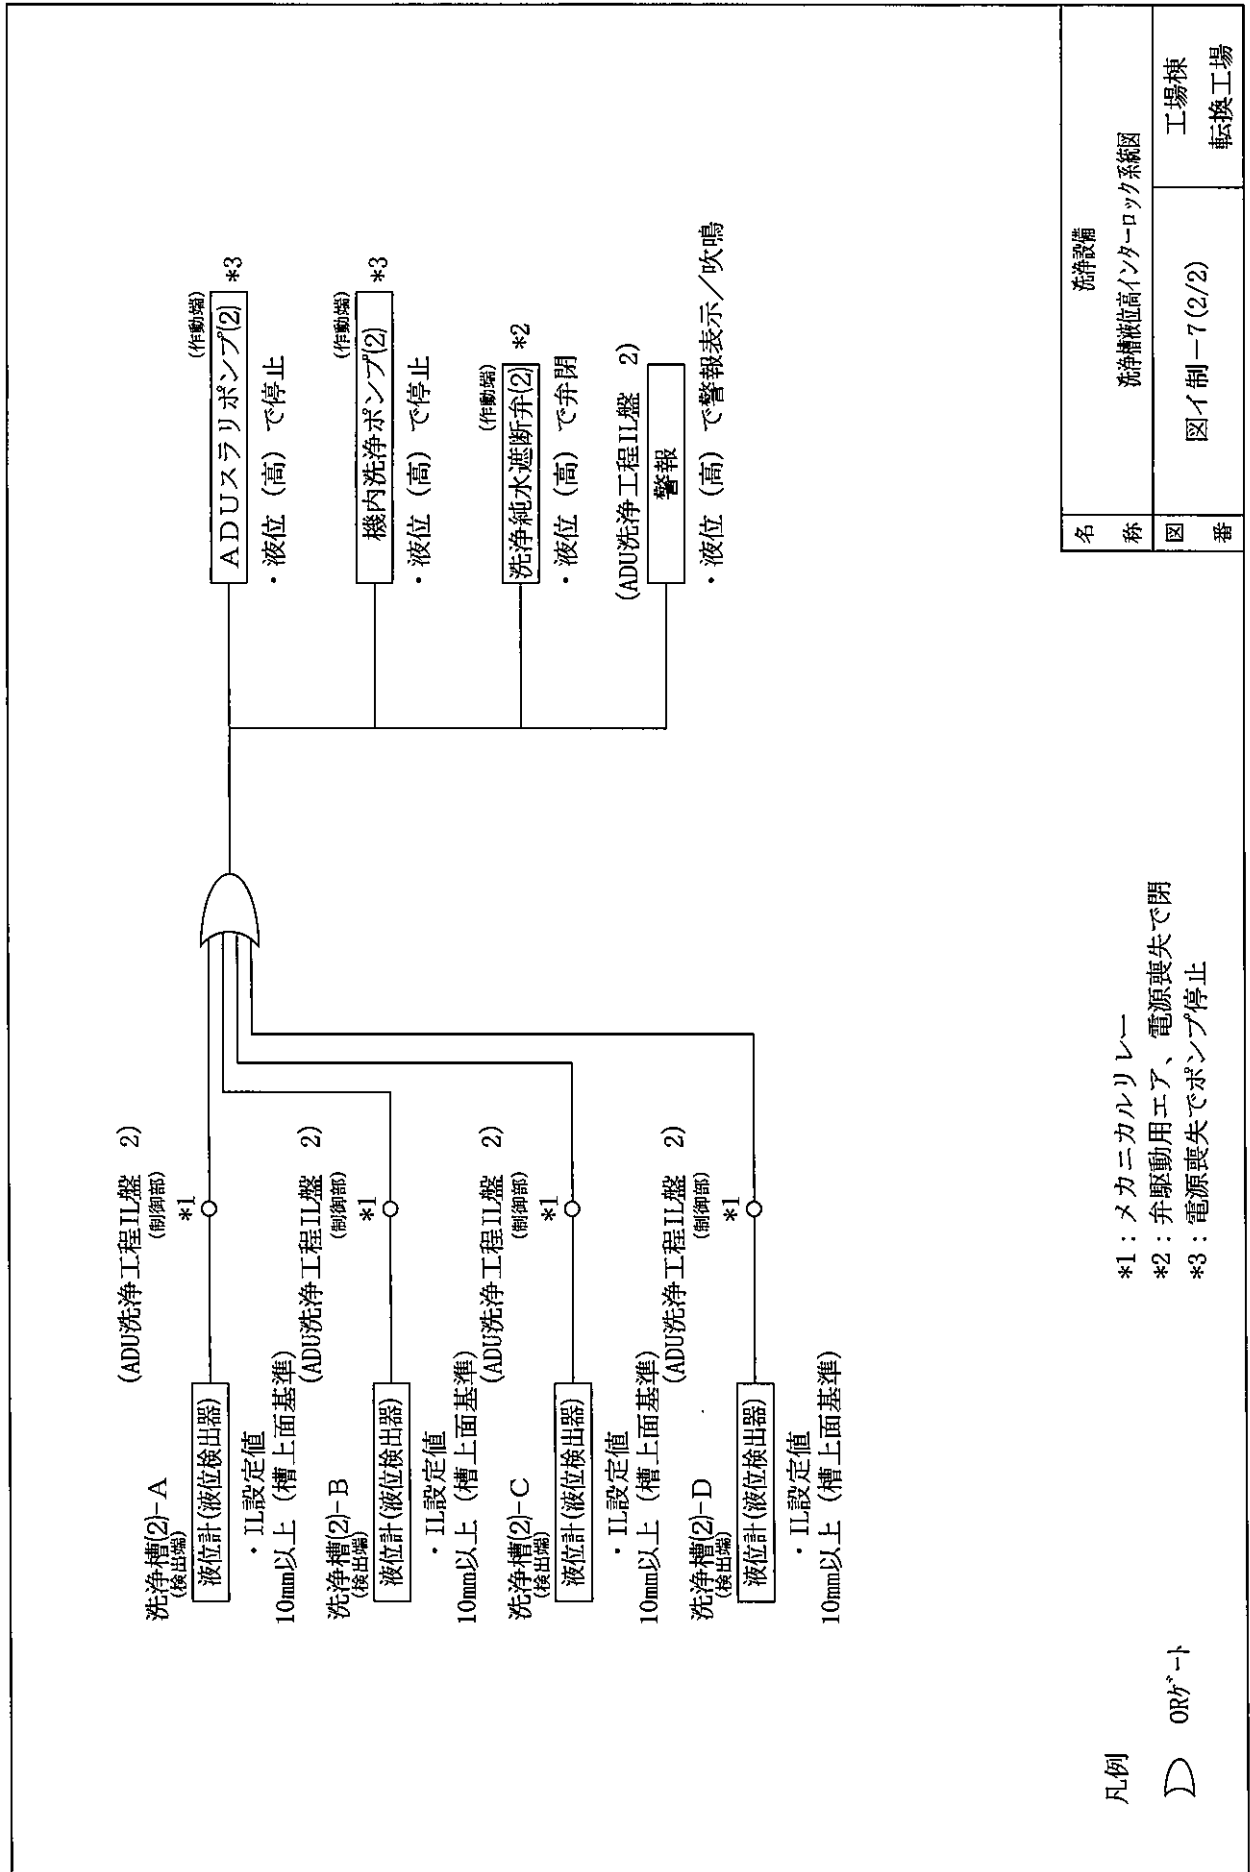 洗浄槽(2)-A
(検出端)
液位計(液位検出器)
・IL設定値
10mm以上 (槽上面基準)
(ADU洗浄工程IL盤 2)
(制御部)
*1
洗浄槽(2)-B
(検出端)
液位計(液位検出器)
・IL設定値
10mm以上 (槽上面基準)
(ADU洗浄工程IL盤 2)
(制御部)
*1
洗浄槽(2)-C
(検出端)
液位計(液位検出器)
・IL設定値
10mm以上 (槽上面基準)
(ADU洗浄工程IL盤 2)
(制御部)
*1
洗浄槽(2)-D
(検出端)
液位計(液位検出器)
・IL設定値
10mm以上 (槽上面基準)
(ADU洗浄工程IL盤 2)
(制御部)
*1
(作動端)
ADUスラリポンプ(2) *3
・液位 (高) で停止
(作動端)
機内洗浄ポンプ(2) *3
・液位 (高) で停止
(作動端)
洗浄純水遮断弁(2) *2
・液位 (高) で弁閉
(ADU洗浄工程IL盤 2)
警報
・液位 (高) で警報表示/吹鳴
凡例
ORゲート
*1:メカニカルリレー
*2:弁駆動用エア、電源喪失で閉
*3:電源喪失でポンプ停止
名称
洗浄設備
洗浄槽液位高インターロック系統図
図番
図イ制-7(2/2)
工場棟
転換工場